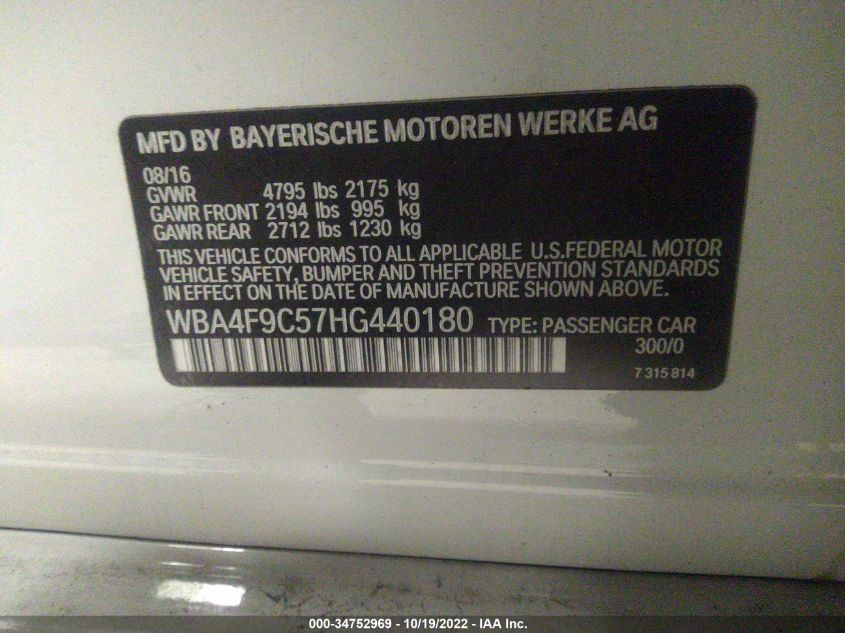 MFD BY BAYERISCHE MOTOREN WERKE AG
08/16
GVWR 4795 lbs 2175 kg
GAWR FRONT 2194 lbs 995 kg
GAWR REAR 2712 lbs 1230 kg
THIS VEHICLE CONFORMS TO ALL APPLICABLE U.S.FEDERAL MOTOR
VEHICLE SAFETY, BUMPER AND THEFT PREVENTION STANDARDS
IN EFFECT ON THE DATE OF MANUFACTURE SHOWN ABOVE.
WBA4F9C57HG440180 TYPE: PASSENGER CAR
300/0
7 315 814
000-34752969 - 10/19/2022 - IAA Inc.